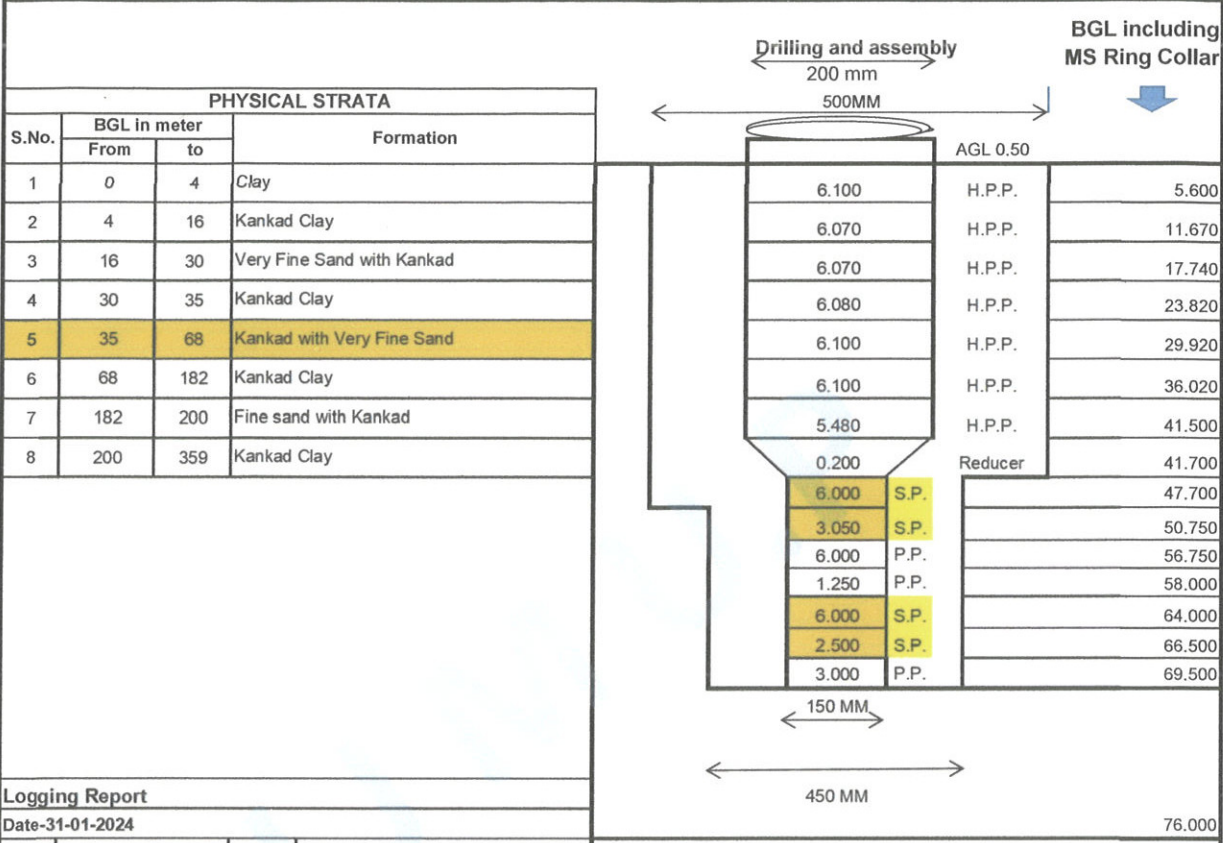 BGL including
MS Ring Collar
Drilling and assembly
200 mm
500MM
PHYSICAL STRATA
S.No. BGL in meter Formation
From to
AGL 0.50
1 0 4 Clay
2 4 16 Kankad Clay
3 16 30 Very Fine Sand with Kankad
4 30 35 Kankad Clay
5 35 68 Kankad with Very Fine Sand
6 68 182 Kankad Clay
7 182 200 Fine sand with Kankad
8 200 359 Kankad Clay
6.100 H.P.P. 5.600
6.070 H.P.P. 11.670
6.070 H.P.P. 17.740
6.080 H.P.P. 23.820
6.100 H.P.P. 29.920
6.100 H.P.P. 36.020
5.480 H.P.P. 41.500
0.200 Reducer 41.700
6.000 S.P. 47.700
3.050 S.P. 50.750
6.000 P.P. 56.750
1.250 P.P. 58.000
6.000 S.P. 64.000
2.500 S.P. 66.500
3.000 P.P. 69.500
150 MM
450 MM
Logging Report
Date-31-01-2024
76.000